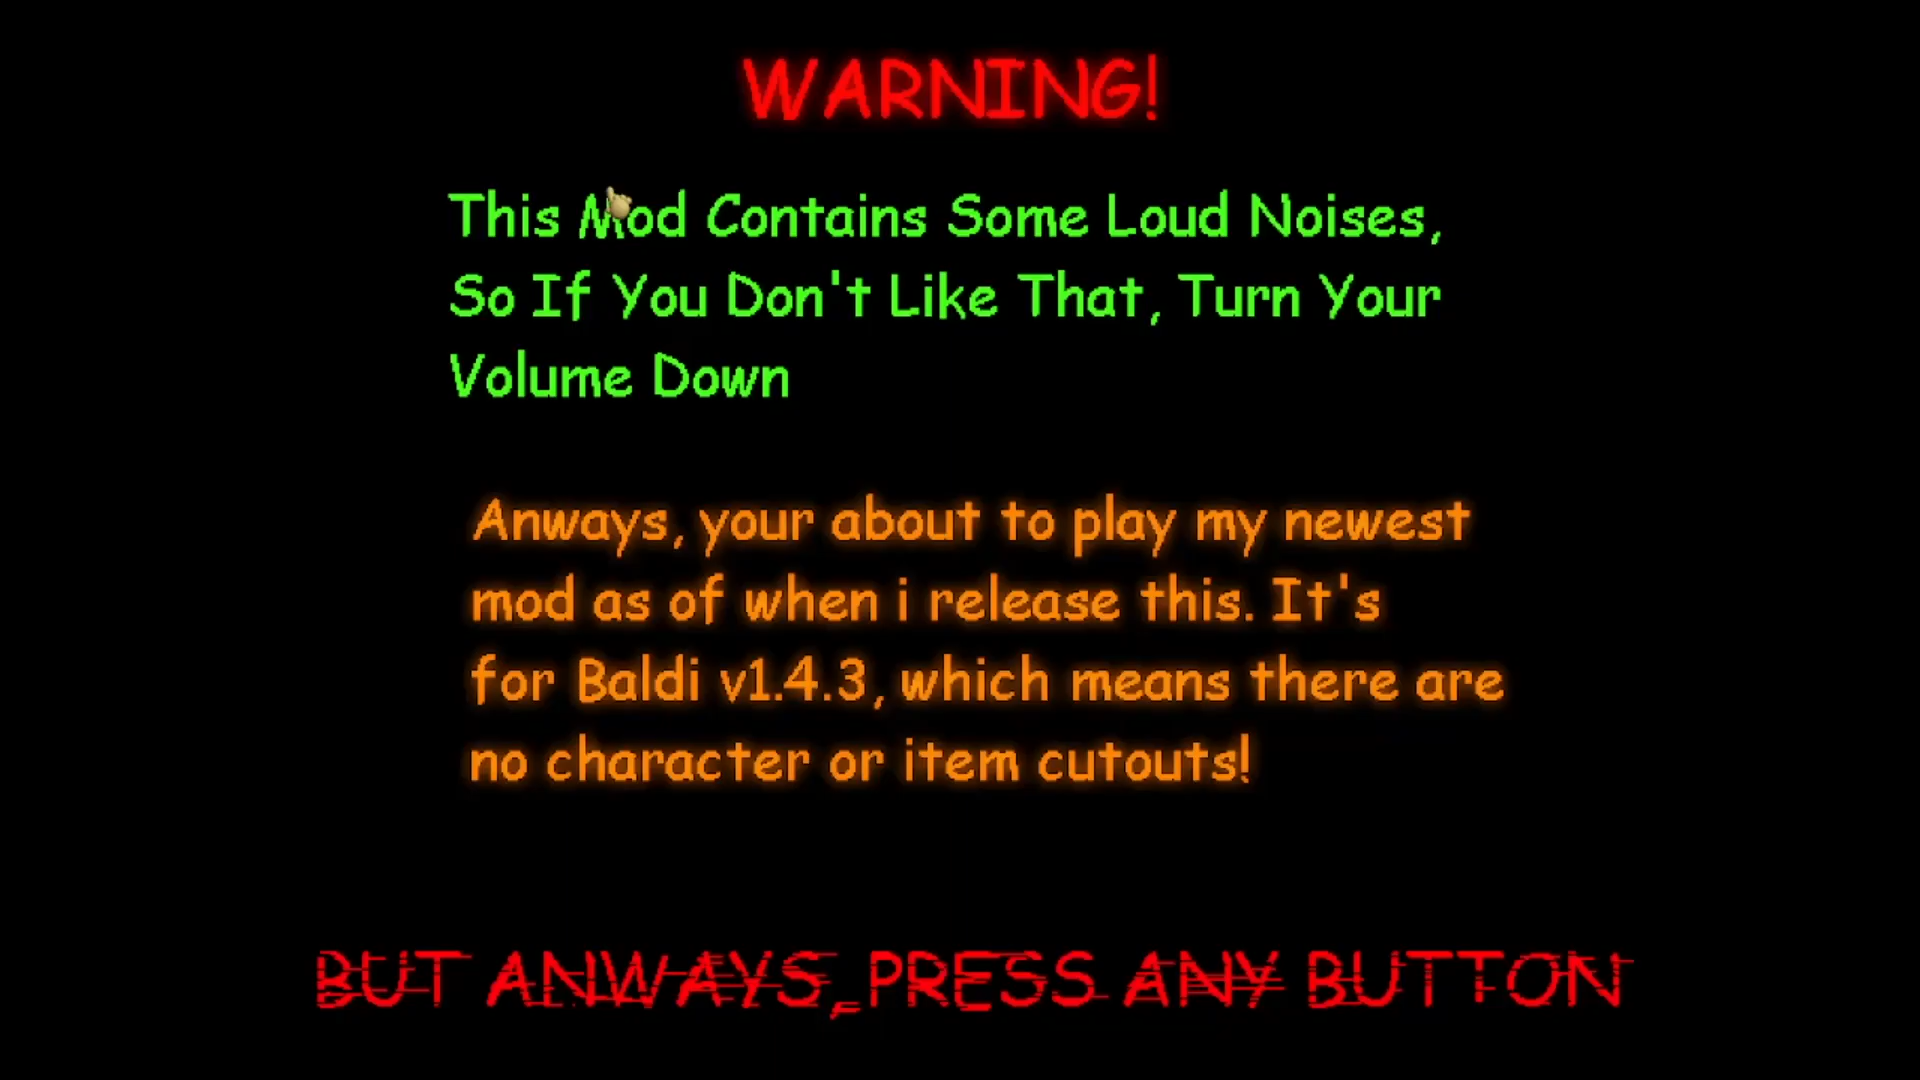 WARNING!
This Mod Contains Some Loud Noises,
So If You Don't Like That, Turn Your
Volume Down
Anways, your about to play my newest
mod as of when i release this. It's
for Baldi v1.4.3, which means there are
no character or item cutouts!
BUT ANWAYS, PRESS ANY BUTTON